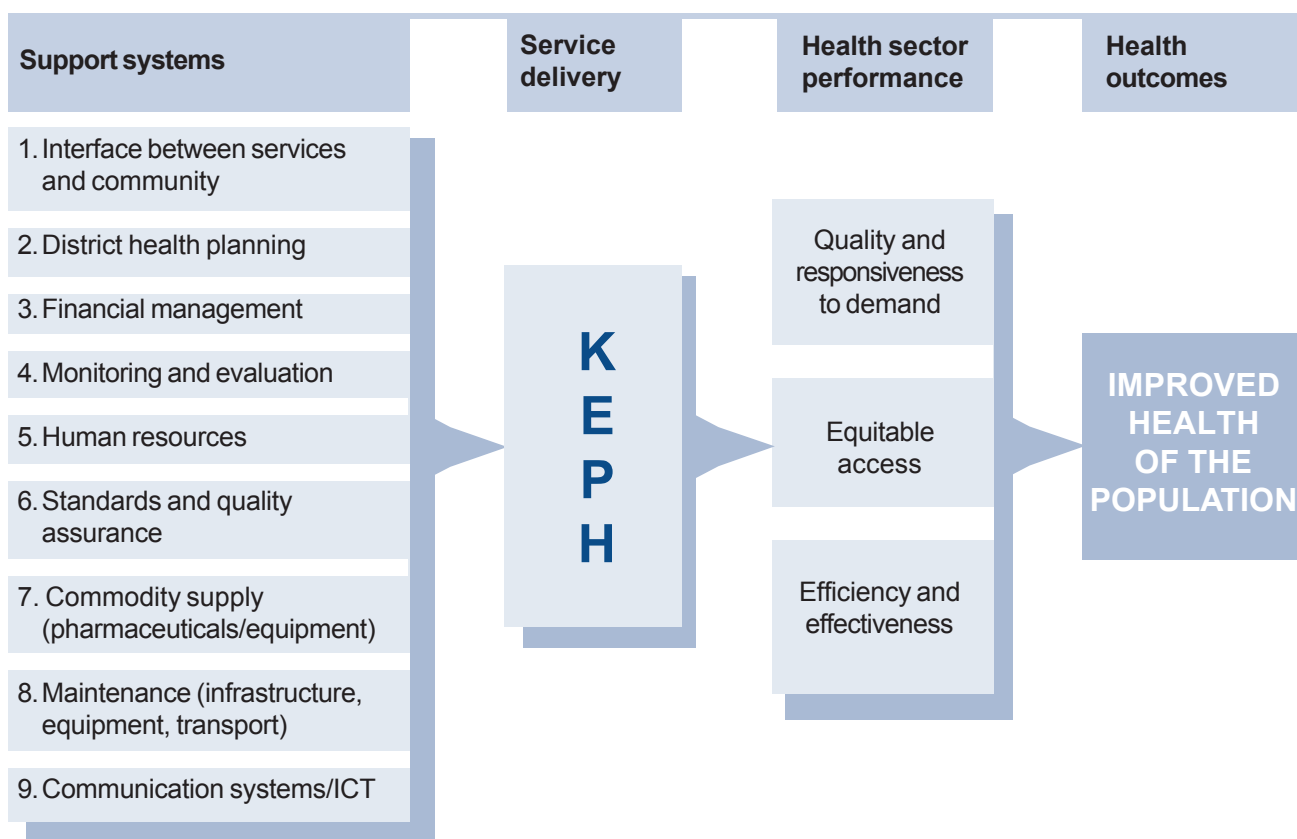 Support systems
Service
delivery
Health sector
performance
Health
outcomes
1. Interface between services
and community
2. District health planning
3. Financial management
4. Monitoring and evaluation
5. Human resources
6. Standards and quality
assurance
7. Commodity supply
(pharmaceuticals/equipment)
8. Maintenance (infrastructure,
equipment, transport)
9. Communication systems/ICT
K
E
P
H
Quality and
responsiveness
to demand
Equitable
access
Efficiency and
effectiveness
IMPROVED
HEALTH
OF THE
POPULATION